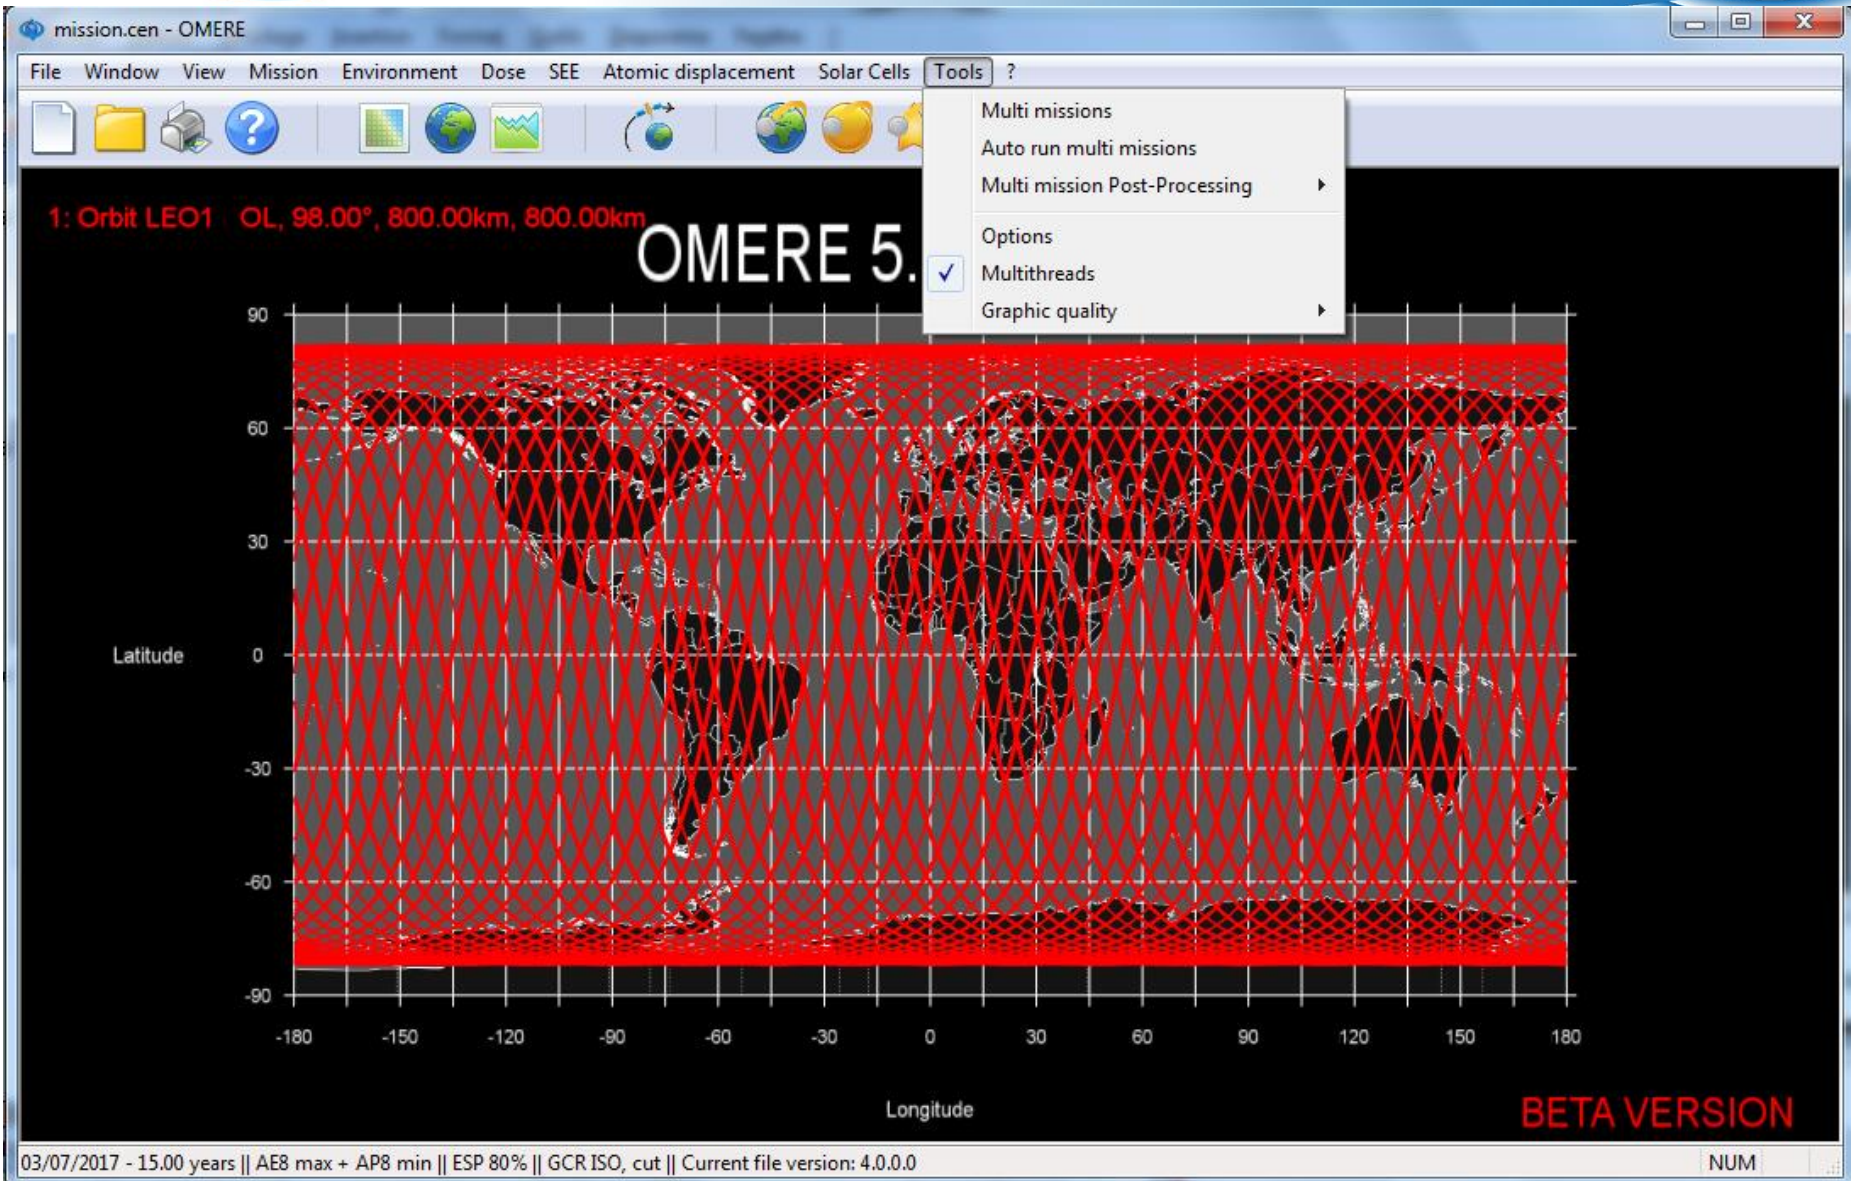 mission.cen - OMERE
File Window View Mission Environment Dose SEE Atomic displacement Solar Cells Tools ?
Multi missions
Auto run multi missions
Multi mission Post-Processing
Options
Multithreads
Graphic quality
1: Orbit LEO1 OL, 98.00°, 800.00km, 800.00km
OMERE 5.
90
60
30
Latitude 0
-30
-60
-90
-180 -150 -120 -90 -60 -30 0 30 60 90 120 150 180
Longitude
BETA VERSION
03/07/2017 - 15.00 years || AE8 max + AP8 min || ESP 80% || GCR ISO, cut || Current file version: 4.0.0.0 NUM